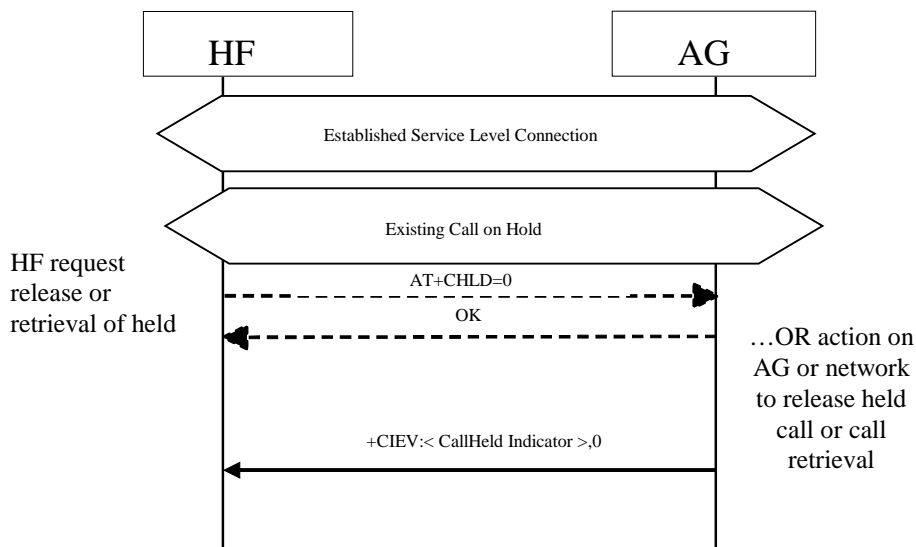 HF
AG
Established Service Level Connection
Existing Call on Hold
HF request
release or
retrieval of held
AT+CHLD=0
OK
…OR action on
AG or network
to release held
call or call
retrieval
+CIEV:< CallHeld Indicator >,0